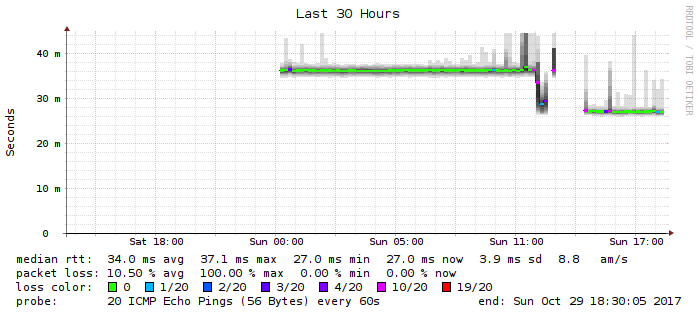 Last 30 Hours
RRDTOOL / TOBI OETIKER
Seconds
40 m
30 m
20 m
10 m
0
Sat 18:00 Sun 00:00 Sun 05:00 Sun 11:00 Sun 17:00
median rtt: 34.0 ms avg 37.1 ms max 27.0 ms min 27.0 ms now 3.9 ms sd 8.8 am/s
packet loss: 10.50 % avg 100.00 % max 0.00 % min 0.00 % now
loss color: 0 1/20 2/20 3/20 4/20 10/20 19/20
probe: 20 ICMP Echo Pings (56 Bytes) every 60s end: Sun Oct 29 18:30:05 2017